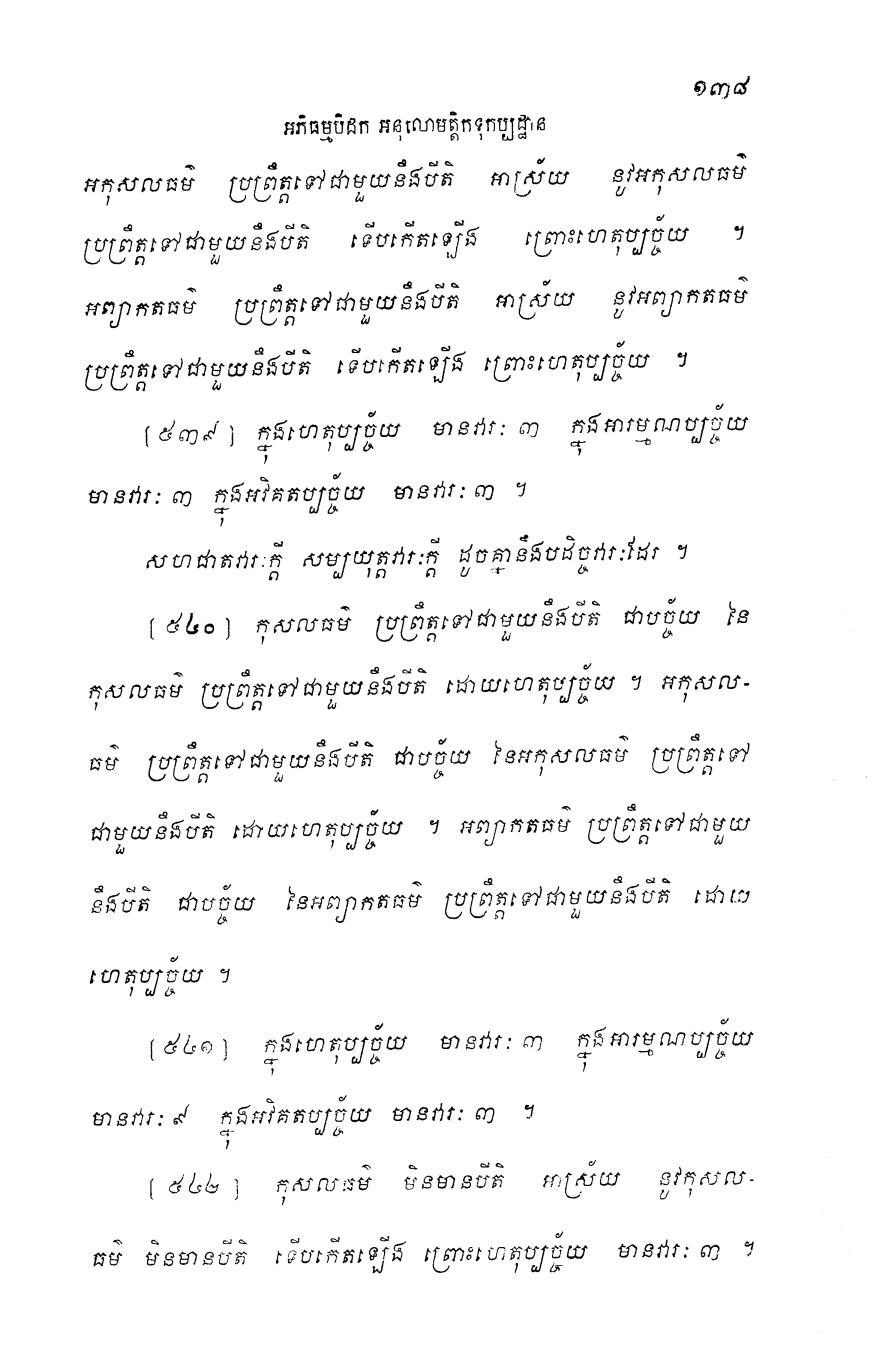 ១៣៨
អភិធម្មបិដក អនុលោមត្តិកទុកប្បដ្ឋាន
អកុសលធម៌ ប្រព្រឹត្តទៅជាមួយនឹងបីតិ អាស្រ័យ នូវអកុសលធម៌
ប្រព្រឹត្តទៅជាមួយនឹងបីតិ ទើបកើតឡើង ព្រោះហេតុប្បច្ច័យ ។
អព្យាកតធម៌ ប្រព្រឹត្តទៅជាមួយនឹងបីតិ អាស្រ័យ នូវអព្យាកតធម៌
ប្រព្រឹត្តទៅជាមួយនឹងបីតិ ទើបកើតឡើង ព្រោះហេតុប្បច្ច័យ ។
[៥៣៩] ក្នុងហេតុប្បច្ច័យ មានវារៈ ៣ ក្នុងអារម្មណប្បច្ច័យ
មានវារៈ ៣ ក្នុងអវិគតប្បច្ច័យ មានវារៈ ៣ ។
សហជាតវារៈក្តី សម្បយុត្តវារៈក្តី ដូចគ្នានឹងបដិច្ចវារៈដែរ ។
[៥៤០] កុសលធម៌ ប្រព្រឹត្តទៅជាមួយនឹងបីតិ ជាបច្ច័យ នៃ
កុសលធម៌ ប្រព្រឹត្តទៅជាមួយនឹងបីតិ ដោយហេតុប្បច្ច័យ ។ អកុសល-
ធម៌ ប្រព្រឹត្តទៅជាមួយនឹងបីតិ ជាបច្ច័យ នៃអកុសលធម៌ ប្រព្រឹត្តទៅ
ជាមួយនឹងបីតិ ដោយហេតុប្បច្ច័យ ។ អព្យាកតធម៌ ប្រព្រឹត្តទៅជាមួយ
នឹងបីតិ ជាបច្ច័យ នៃអព្យាកតធម៌ ប្រព្រឹត្តទៅជាមួយនឹងបីតិ ដោយ
ហេតុប្បច្ច័យ ។
[៥៤១] ក្នុងហេតុប្បច្ច័យ មានវារៈ ៣ ក្នុងអារម្មណប្បច្ច័យ
មានវារៈ ៩ ក្នុងអវិគតប្បច្ច័យ មានវារៈ ៣ ។
[៥៤២] កុសលធម៌ មិនមានបីតិ អាស្រ័យ នូវកុសល-
ធម៌ មិនមានបីតិ ទើបកើតឡើង ព្រោះហេតុប្បច្ច័យ មានវារៈ ៣ ។